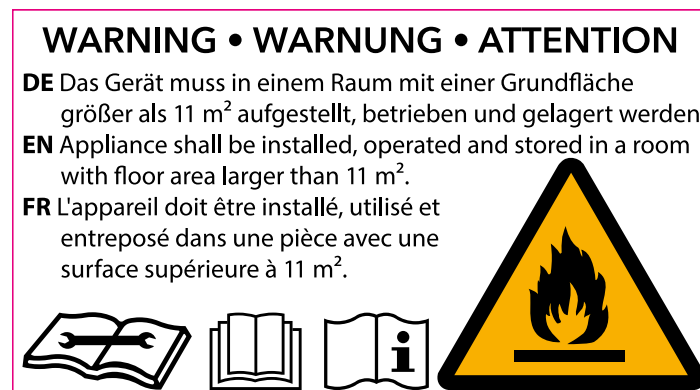 WARNING • WARNUNG • ATTENTION
DE Das Gerät muss in einem Raum mit einer Grundfläche
größer als 11 m² aufgestellt, betrieben und gelagert werden
EN Appliance shall be installed, operated and stored in a room
with floor area larger than 11 m².
FR L'appareil doit être installé, utilisé et
entreposé dans une pièce avec une
surface supérieure à 11 m².
i